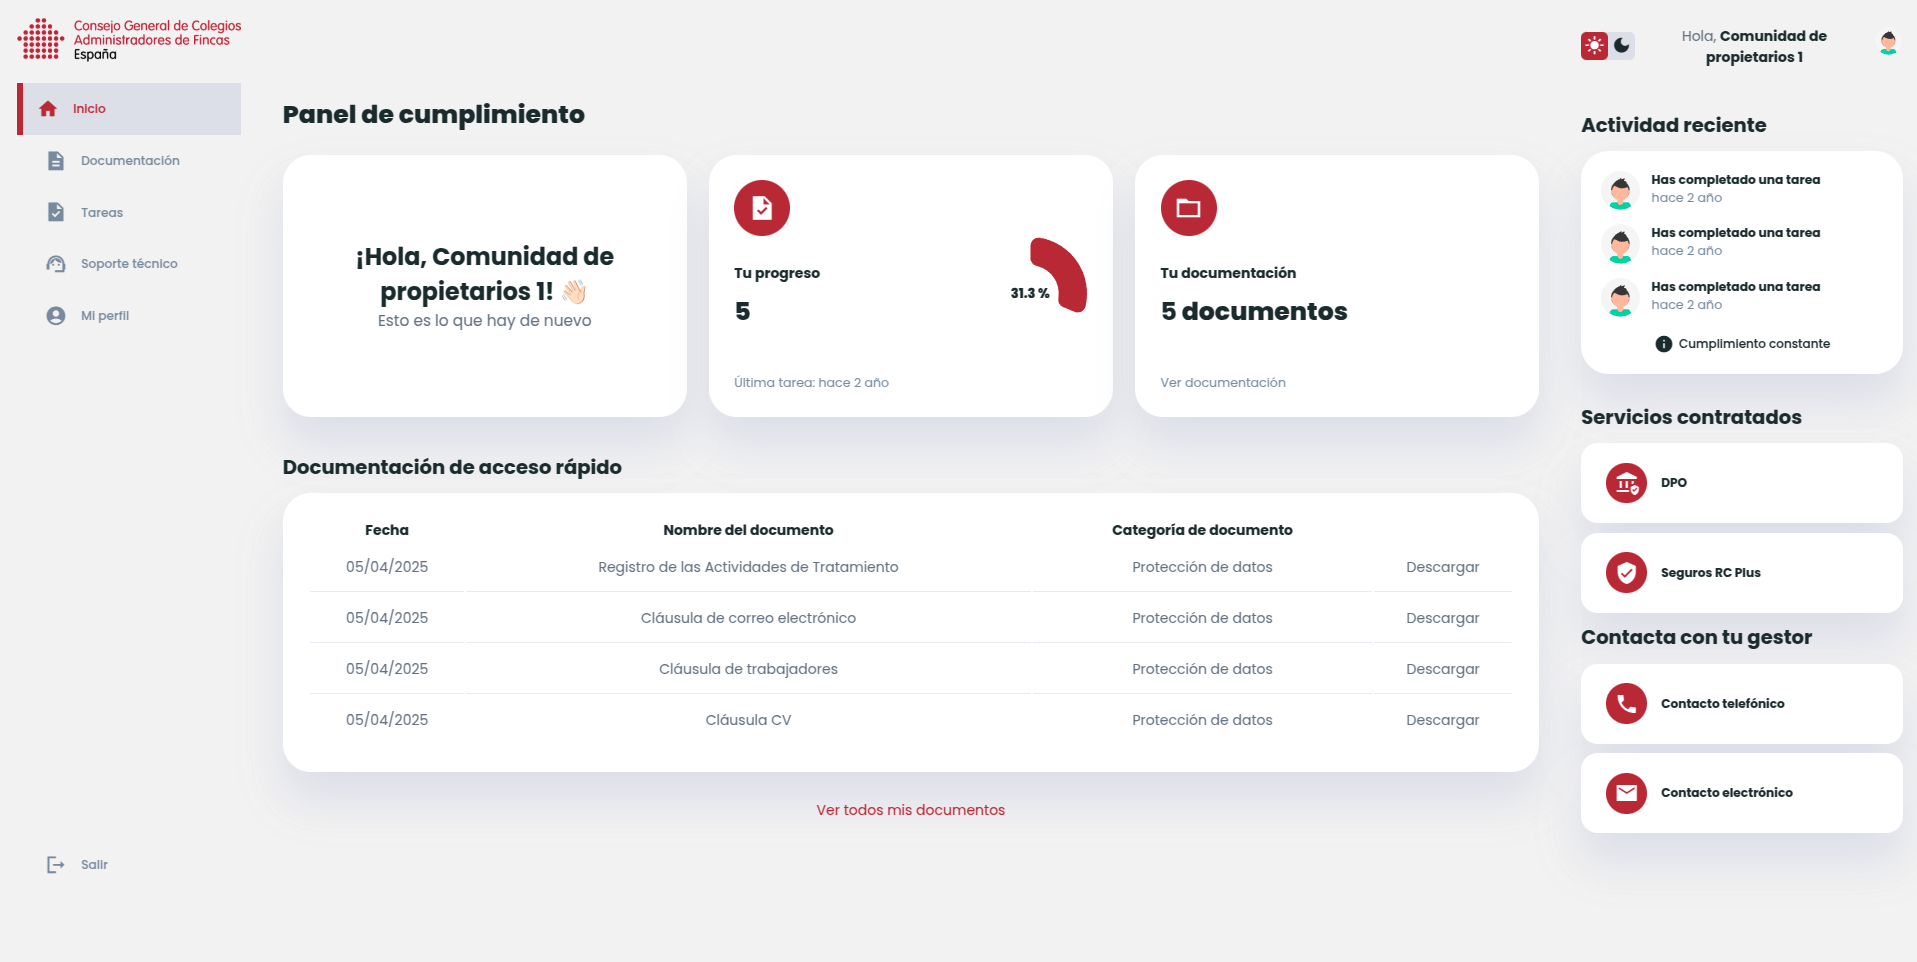 Consejo General de Colegios
Administradores de Fincas
España
Inicio
Documentación
Tareas
Soporte técnico
Mi perfil
Salir
Panel de cumplimiento
¡Hola, Comunidad de
propietarios 1! 👋🏻
Esto es lo que hay de nuevo
Tu progreso
5
31.3 %
Última tarea: hace 2 año
Tu documentación
5 documentos
Ver documentación
Documentación de acceso rápido
Fecha Nombre del documento Categoría de documento
05/04/2025 Registro de las Actividades de Tratamiento Protección de datos Descargar
05/04/2025 Cláusula de correo electrónico Protección de datos Descargar
05/04/2025 Cláusula de trabajadores Protección de datos Descargar
05/04/2025 Cláusula CV Protección de datos Descargar
Ver todos mis documentos
Hola, Comunidad de
propietarios 1
Actividad reciente
Has completado una tarea
hace 2 año
Has completado una tarea
hace 2 año
Has completado una tarea
hace 2 año
Cumplimiento constante
Servicios contratados
DPO
Seguros RC Plus
Contacta con tu gestor
Contacto telefónico
Contacto electrónico